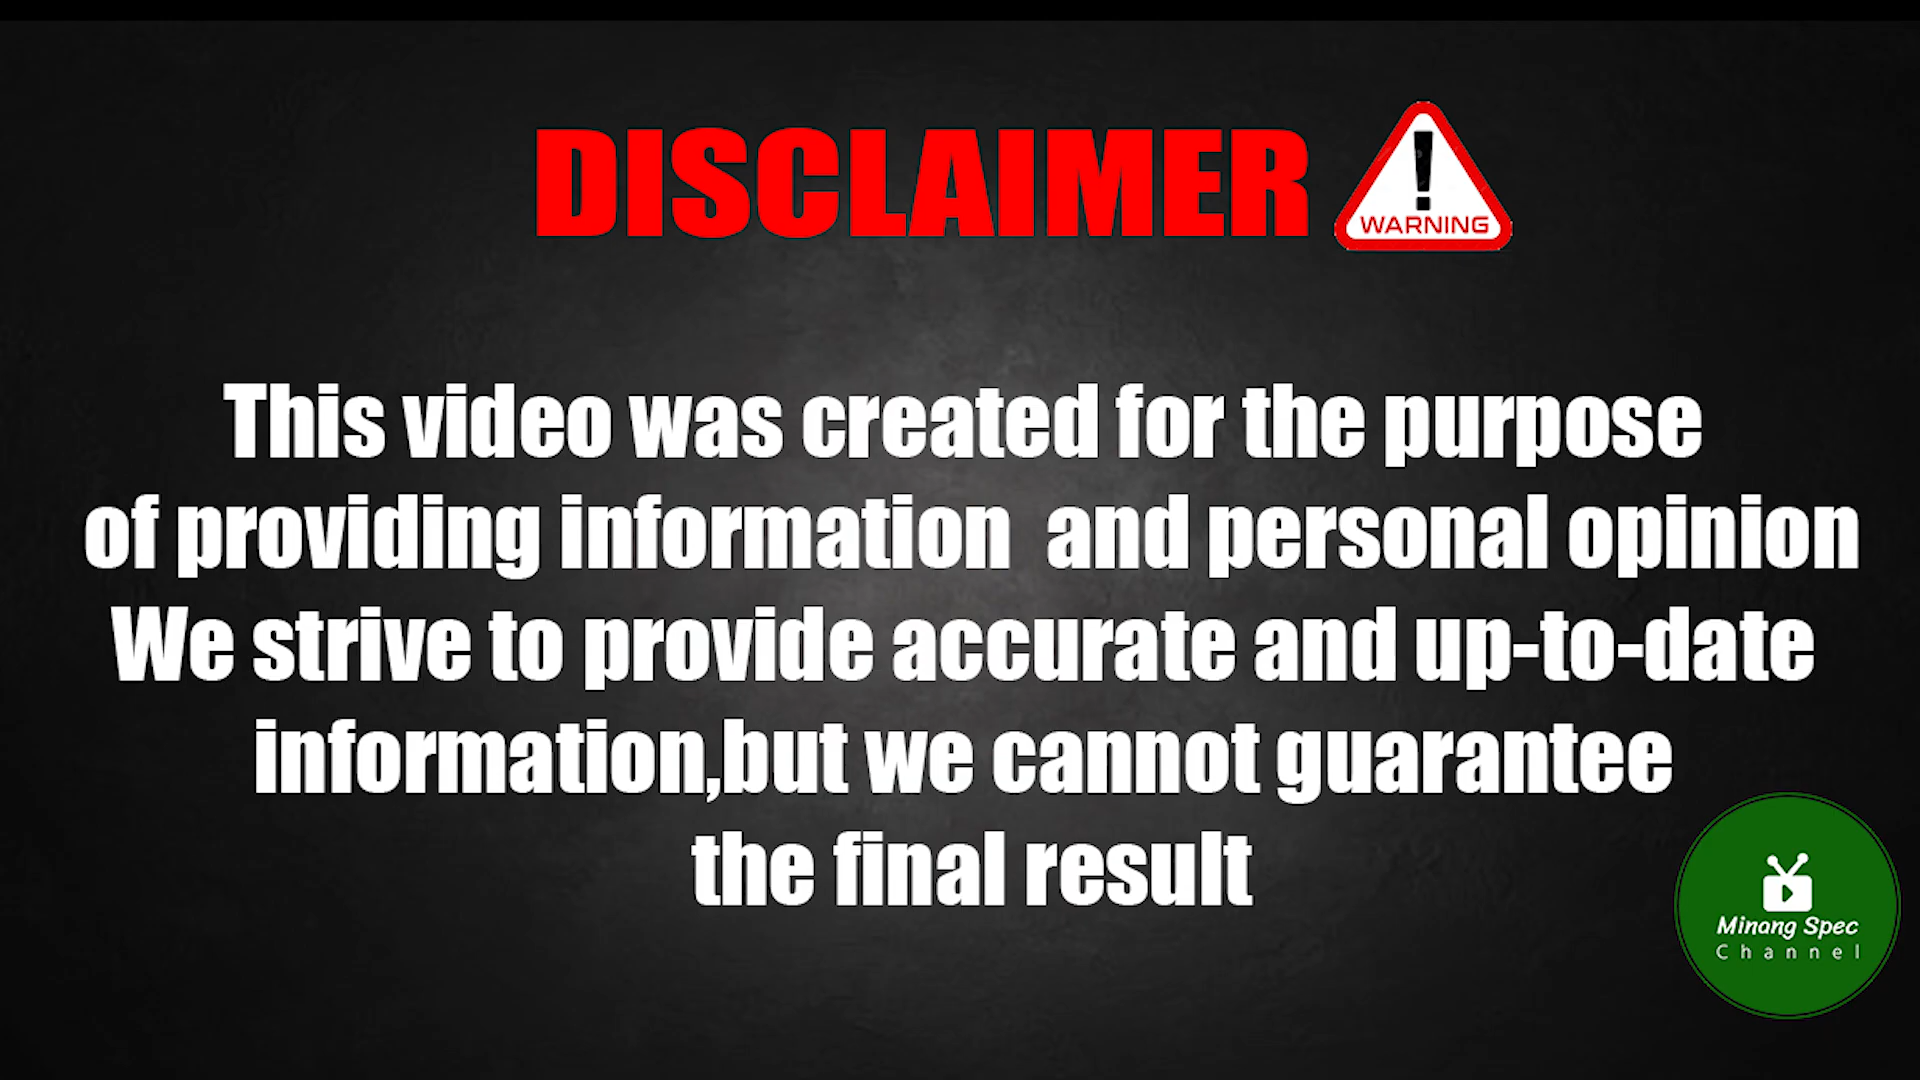 DISCLAIMER
WARNING
This video was created for the purpose
of providing information  and personal opinion
We strive to provide accurate and up-to-date
information,but we cannot guarantee
the final result
Minang Spec
Channel